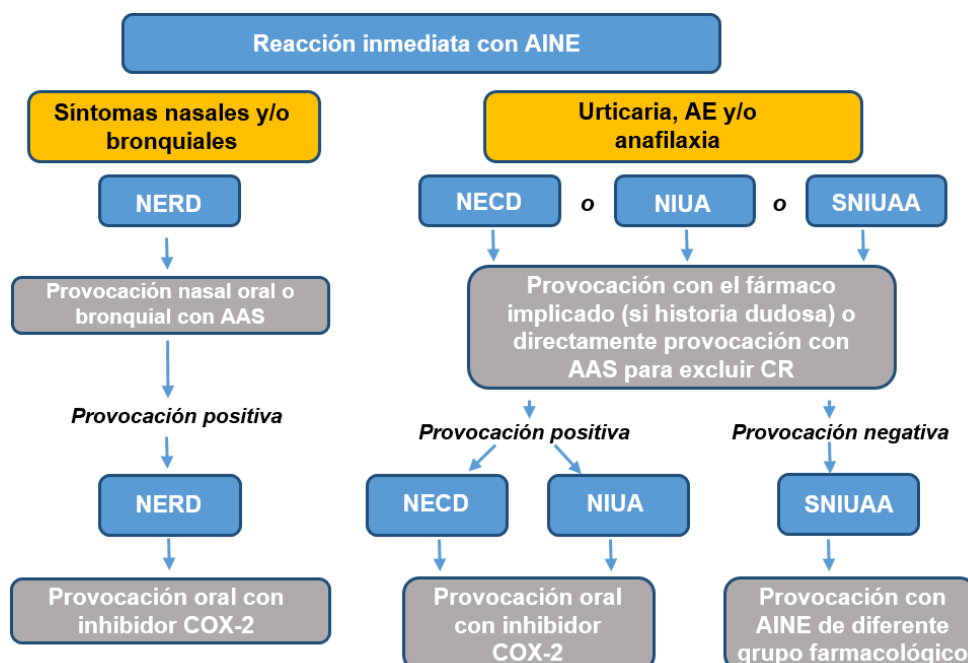 Reacción inmediata con AINE
Síntomas nasales y/o
bronquiales
Urticaria, AE y/o
anafilaxia
NERD
NECD
o
NIUA
o
SNIUAA
Provocación nasal oral o
bronquial con AAS
Provocación con el fármaco
implicado (si historia dudosa) o
directamente provocación con
AAS para excluir CR
Provocación positiva
Provocación positiva
Provocación negativa
NERD
NECD
NIUA
SNIUAA
Provocación oral con
inhibidor COX-2
Provocación oral
con inhibidor
COX-2
Provocación con
AINE de diferente
grupo farmacológico